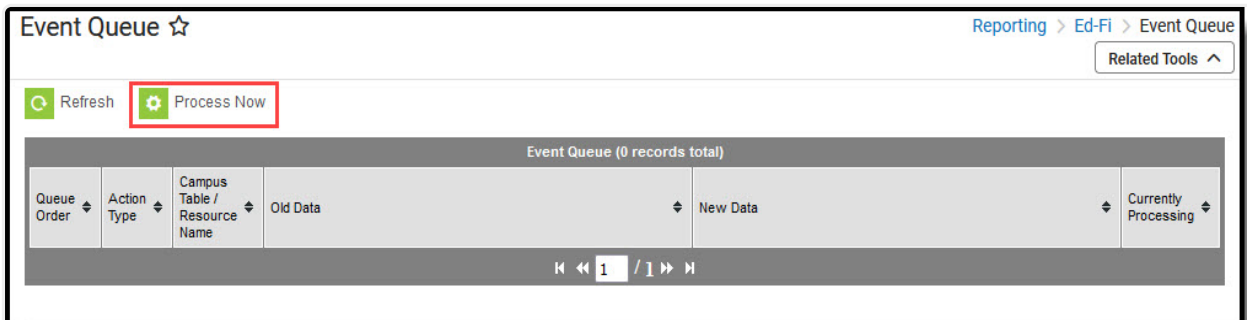 Event Queue ☆
Reporting > Ed-Fi > Event Queue
Related Tools
Refresh
Process Now
Event Queue (0 records total)
Queue
Order
Action
Type
Campus
Table /
Resource
Name
Old Data
New Data
Currently
Processing
1 / 1